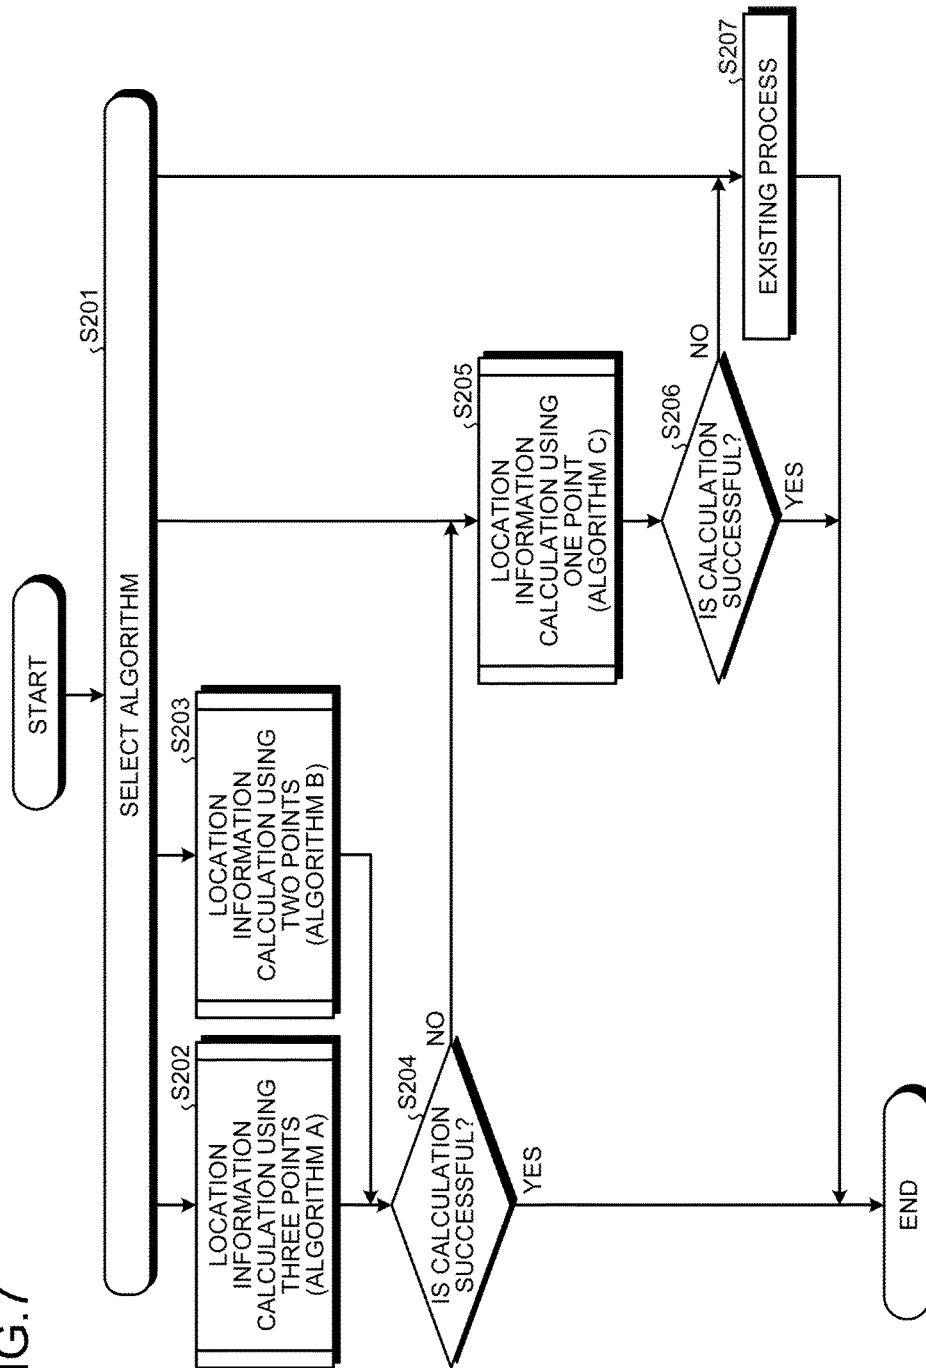 IG.7
START
S201
SELECT ALGORITHM
S202
LOCATION
INFORMATION
CALCULATION USING
THREE POINTS
(ALGORITHM A)
S203
LOCATION
INFORMATION
CALCULATION USING
TWO POINTS
(ALGORITHM B)
S204
IS CALCULATION
SUCCESSFUL?
NO
YES
S205
LOCATION
INFORMATION
CALCULATION USING
ONE POINT
(ALGORITHM C)
S206
IS CALCULATION
SUCCESSFUL?
NO
YES
S207
EXISTING PROCESS
END